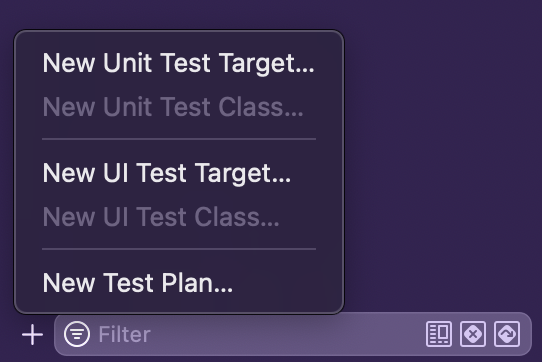 New Unit Test Target...
New Unit Test Class...
New UI Test Target...
New UI Test Class...
New Test Plan...
Filter